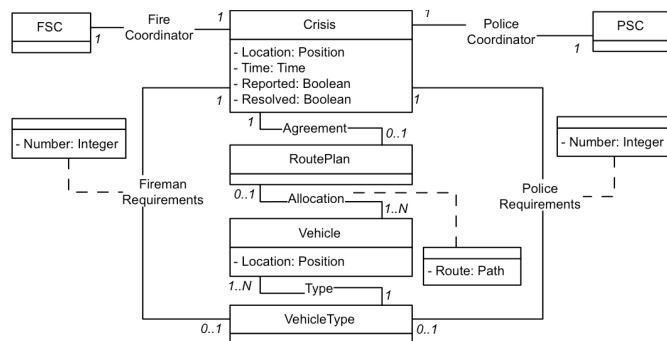 FSC
1
Fire
Coordinator
1
Crisis
1
Police
Coordinator
1
PSC
- Location: Position
- Time: Time
- Reported: Boolean
- Resolved: Boolean
1
1
1
Agreement
0..1
- Number: Integer
- Number: Integer
RoutePlan
Fireman
Requirements
Police
Requirements
0..1
Allocation
1..N
Vehicle
- Location: Position
- Route: Path
1..N
Type
1
VehicleType
0..1
0..1